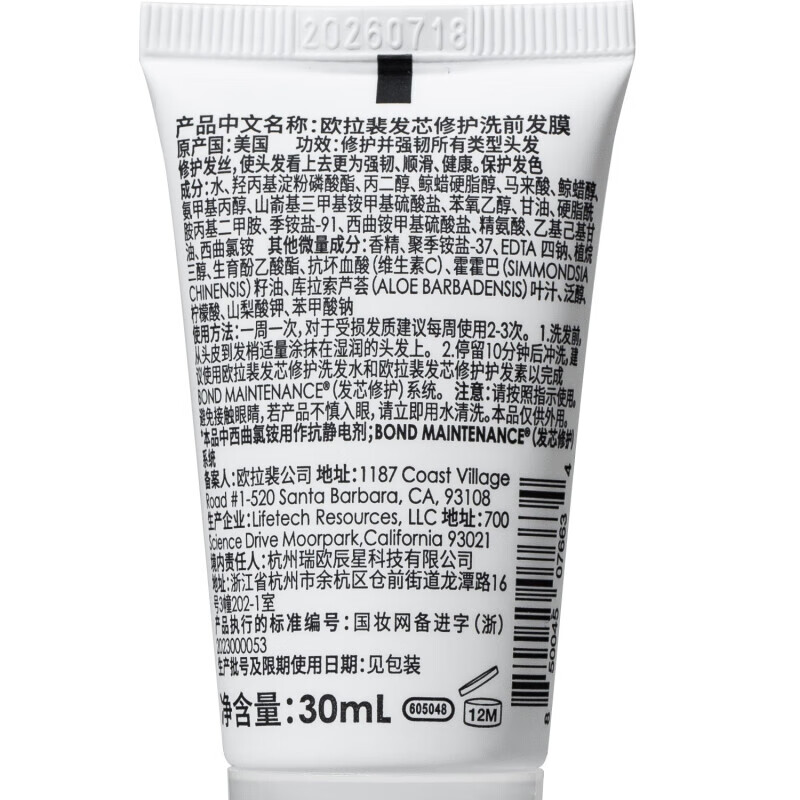 20260718
产品中文名称：欧拉裴发芯修护洗前发膜
原产国：美国 功效：修护并强韧所有类型头发
修护发丝，使头发看上去更为强韧、顺滑、健康。保护发色
成分：水、羟丙基淀粉磷酸酯、丙二醇、鲸蜡硬脂醇、马来酸、鲸蜡醇、
氨甲基丙醇、山嵛基三甲基铵甲基硫酸盐、苯氧乙醇、甘油、硬脂酰
胺丙基二甲胺、季铵盐-91、西曲铵甲基硫酸盐、精氨酸、乙基己基甘
油、西曲氯铵 其他微量成分：香精、聚季铵盐-37、EDTA 四钠、植烷
三醇、生育酚乙酸酯、抗坏血酸（维生素C）、霍霍巴（SIMMONDSIA
CHINENSIS）籽油、库拉索芦荟（ALOE BARBADENSIS）叶汁、泛醇、
柠檬酸、山梨酸钾、苯甲酸钠
使用方法：一周一次，对于受损发质建议每周使用2-3次。1.洗发前，
从头皮到发梢适量涂抹在湿润的头发上。2.停留10分钟后冲洗，建
议使用欧拉裴发芯修护洗发水和欧拉裴发芯修护护发素以完成
BOND MAINTENANCE®（发芯修护）系统。 注意：请按照指示使用。
避免接触眼睛，若产品不慎入眼，请立即用水清洗。本品仅供外用。
*本品中西曲氯铵用作抗静电剂；BOND MAINTENANCE®（发芯修护）
系统
备案人：欧拉裴公司 地址：1187 Coast Village
Road #1-520 Santa Barbara, CA, 93108
生产企业：Lifetech Resources, LLC 地址：700
Science Drive Moorpark,California 93021
境内责任人：杭州瑞欧辰星科技有限公司
地址：浙江省杭州市余杭区仓前街道龙潭路16
号3幢202-1室
产品执行的标准编号：国妆网备进字（浙）
2023000053
生产批号及限期使用日期：见包装
净含量：30mL 605048 12M
8 50045 07663 4